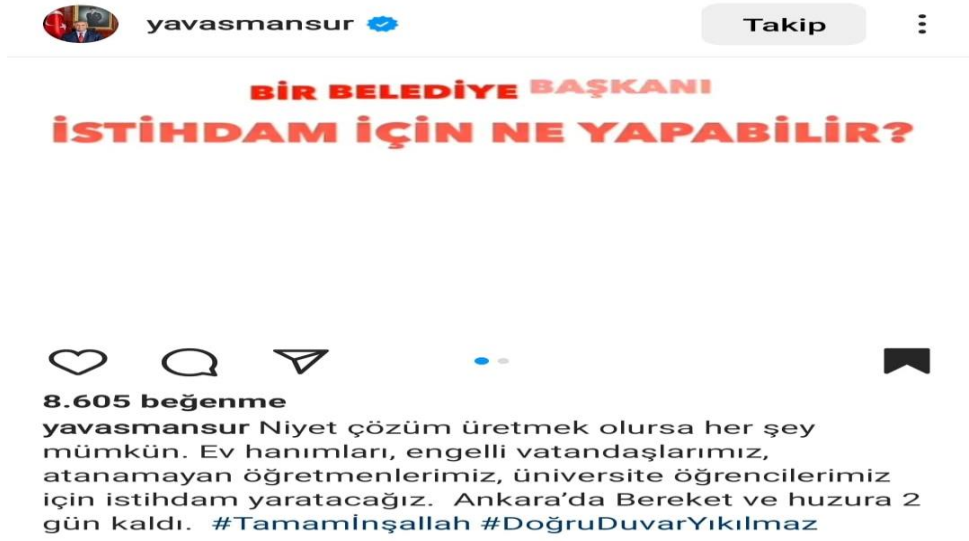 yavasmansur
Takip
BİR BELEDİYE BAŞKANI
İSTİHDAM İÇİN NE YAPABİLİR?
8.605 beğenme
yavasmansur Niyet çözüm üretmek olursa her şey
mümkün. Ev hanımları, engelli vatandaşlarımız,
atanamayan öğretmenlerimiz, üniversite öğrencilerimiz
için istihdam yaratacağız.  Ankara’da Bereket ve huzura 2
gün kaldı.  #Tamamİnşallah #DoğruDuvarYıkılmaz